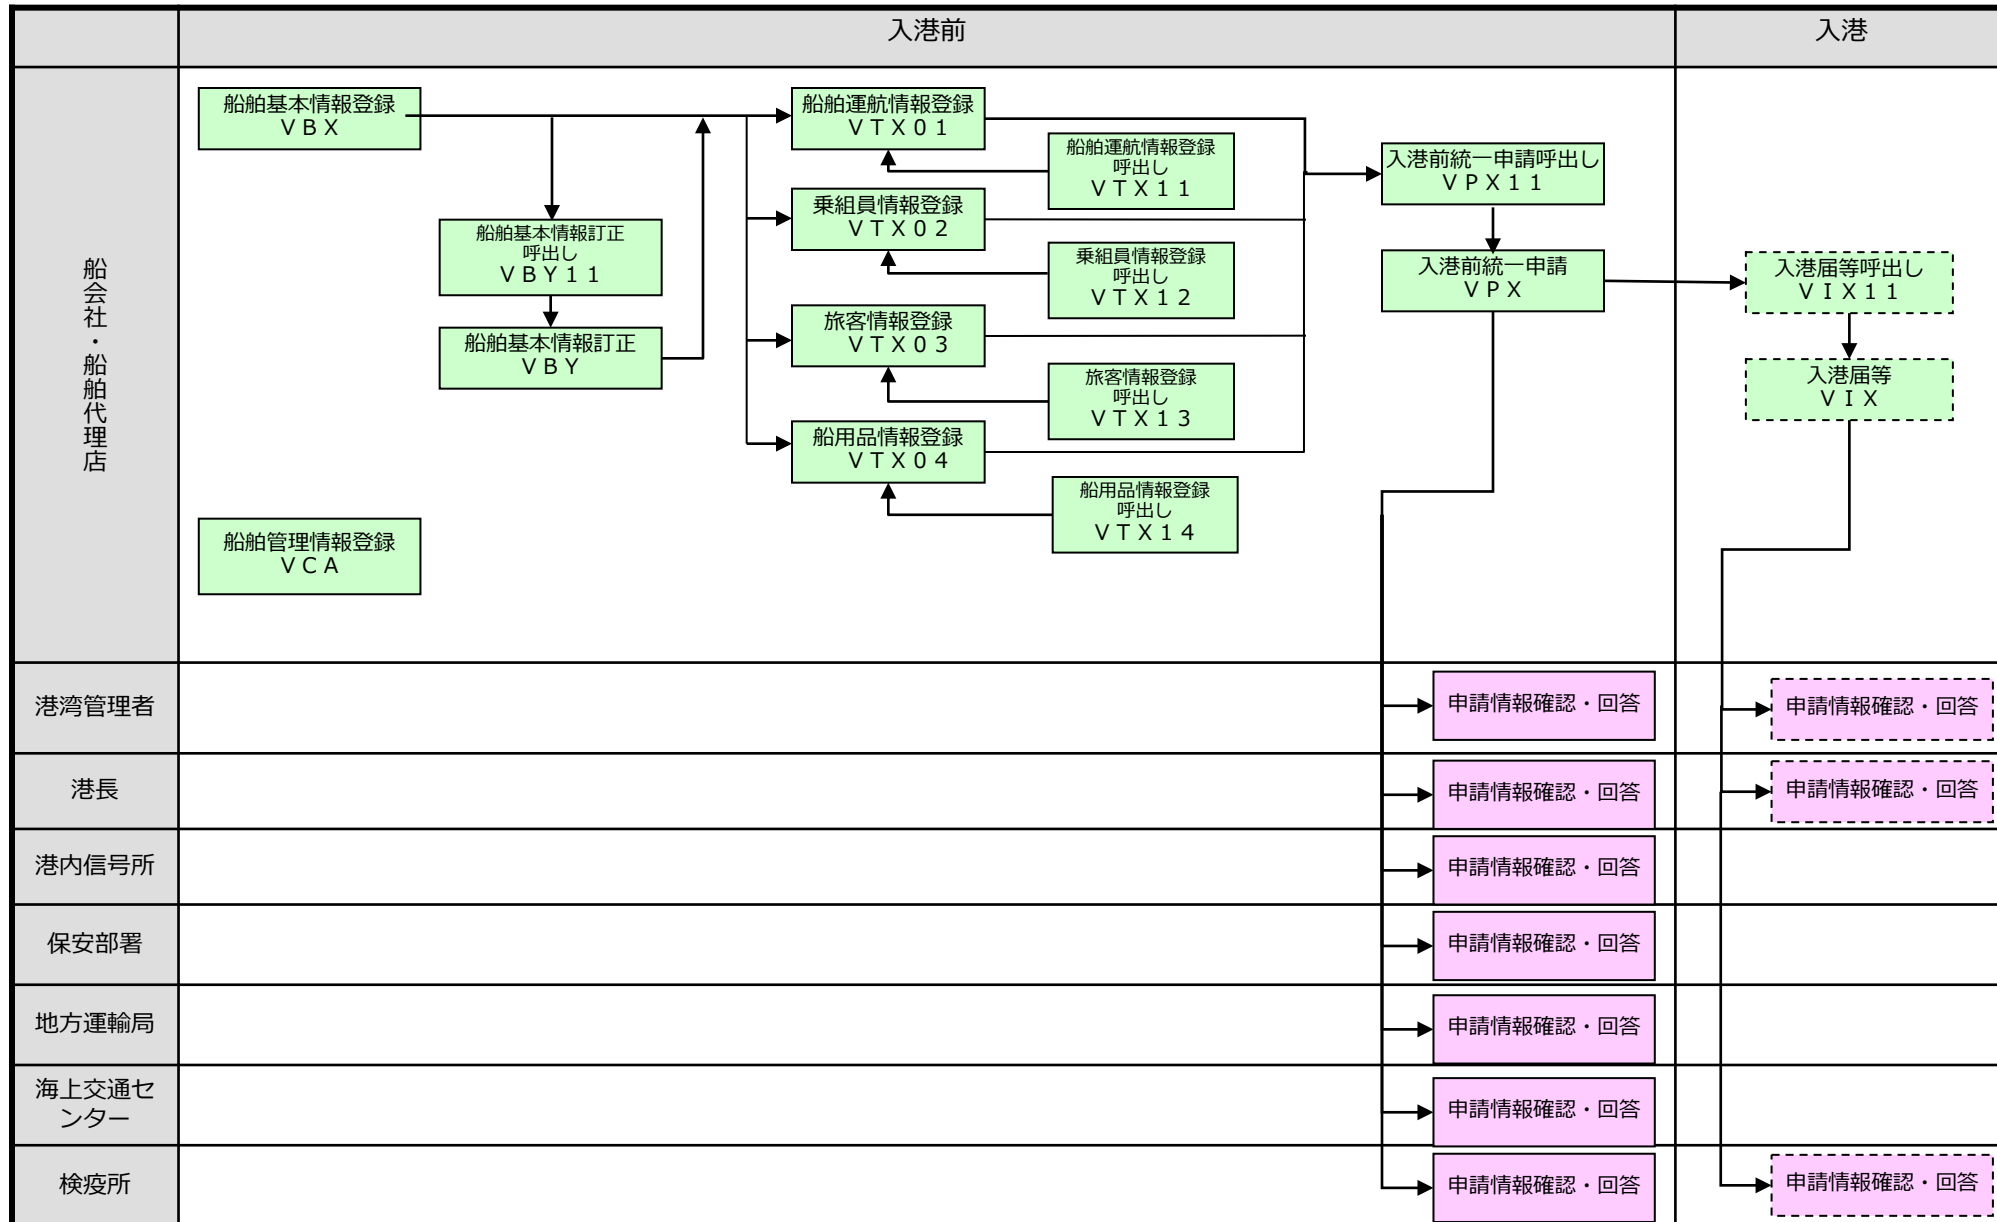 入港前
入港
船会社・船舶代理店
船舶基本情報登録
ＶＢＸ
船舶基本情報訂正
呼出し
ＶＢＹ１１
船舶基本情報訂正
ＶＢＹ
船舶管理情報登録
ＶＣＡ
船舶運航情報登録
ＶＴＸ０１
船舶運航情報登録
呼出し
ＶＴＸ１１
乗組員情報登録
ＶＴＸ０２
乗組員情報登録
呼出し
ＶＴＸ１２
旅客情報登録
ＶＴＸ０３
旅客情報登録
呼出し
ＶＴＸ１３
船用品情報登録
ＶＴＸ０４
船用品情報登録
呼出し
ＶＴＸ１４
入港前統一申請呼出し
ＶＰＸ１１
入港前統一申請
ＶＰＸ
入港届等呼出し
ＶＩＸ１１
入港届等
ＶＩＸ
港湾管理者
申請情報確認・回答
申請情報確認・回答
港長
申請情報確認・回答
申請情報確認・回答
港内信号所
申請情報確認・回答
保安部署
申請情報確認・回答
地方運輸局
申請情報確認・回答
海上交通セ
ンター
申請情報確認・回答
検疫所
申請情報確認・回答
申請情報確認・回答